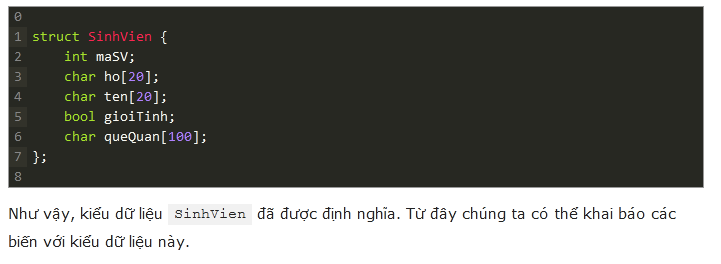 0
1 struct SinhVien {
2     int maSV;
3     char ho[20];
4     char ten[20];
5     bool gioiTinh;
6     char queQuan[100];
7 };
8
Như vậy, kiểu dữ liệu SinhVien đã được định nghĩa. Từ đây chúng ta có thể khai báo các
biến với kiểu dữ liệu này.